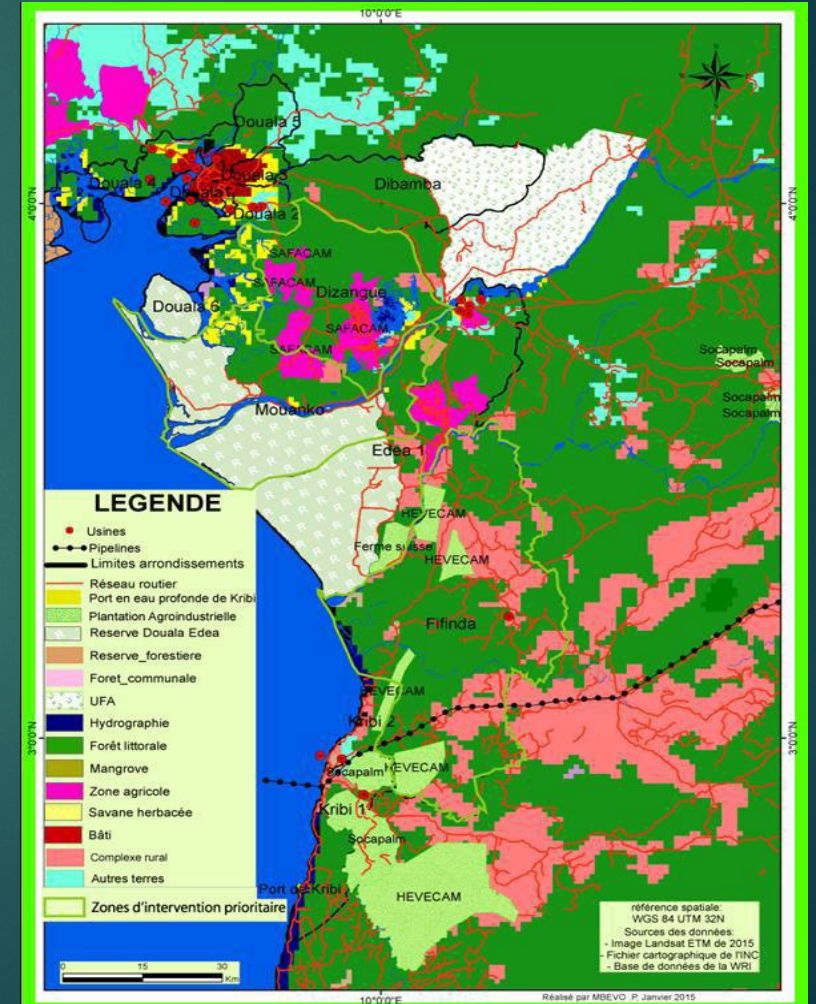 10°0'0"E
Douala 5
Douala 4
Douala 3
Douala 1
Douala 2
Dibamba
4°0'0"N
4°0'0"N
SAFACAM
SAFACAM
Dizangue
Douala 6
SAFACAM
SAFACAM
Socapalm
Socapalm
Mouanko
Socapalm
Socapalm
Edea 1
HEVECAM
Ferme suisse
HEVECAM
Fifinda
HEVECAM
Kribi 2
3°0'0"N
3°0'0"N
Socapalm
HEVECAM
Kribi 1
Socapalm
Port de Kribi
HEVECAM
LEGENDE
Usines
Pipelines
Limites arrondissements
Réseau routier
Port en eau profonde de Kribi
Plantation Agroindustrielle
Reserve Douala Edea
Reserve_forestiere
Foret_communale
UFA
Hydrographie
Forêt littorale
Mangrove
Zone agricole
Savane herbacée
Bâti
Complexe rural
Autres terres
Zones d'intervention prioritaire
0 15 30
Km
référence spatiale:
WGS 84 UTM 32N
Sources des données:
- Image Landsat ETM de 2015
- Fichier cartographique de l'INC
- Base de données de la WRI
10°0'0"E
Réalisé par MBEVO .P, Janvier 2015